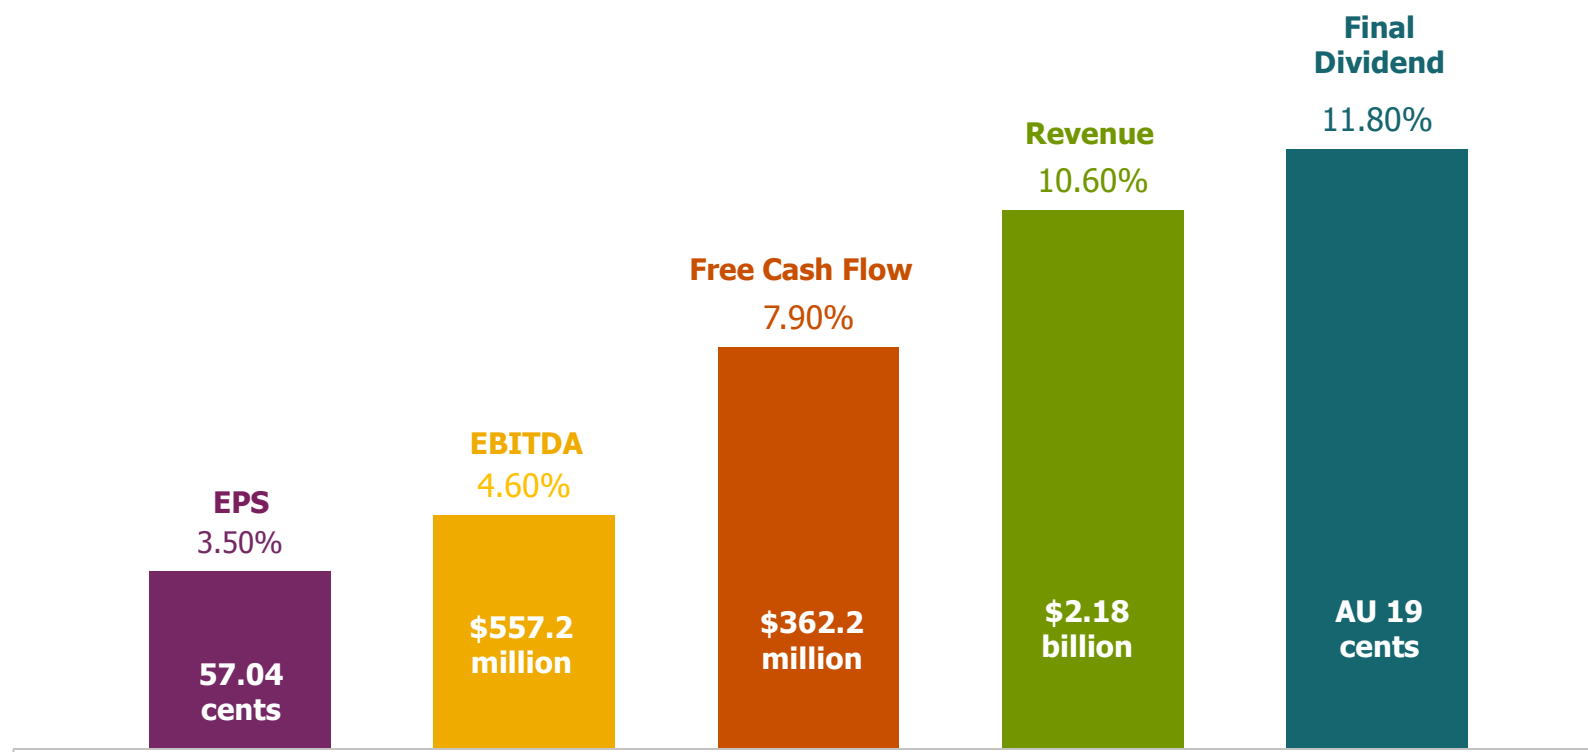 EPS
3.50%
57.04
cents
EBITDA
4.60%
$557.2
million
Free Cash Flow
7.90%
$362.2
million
Revenue
10.60%
$2.18
billion
Final
Dividend
11.80%
AU 19
cents